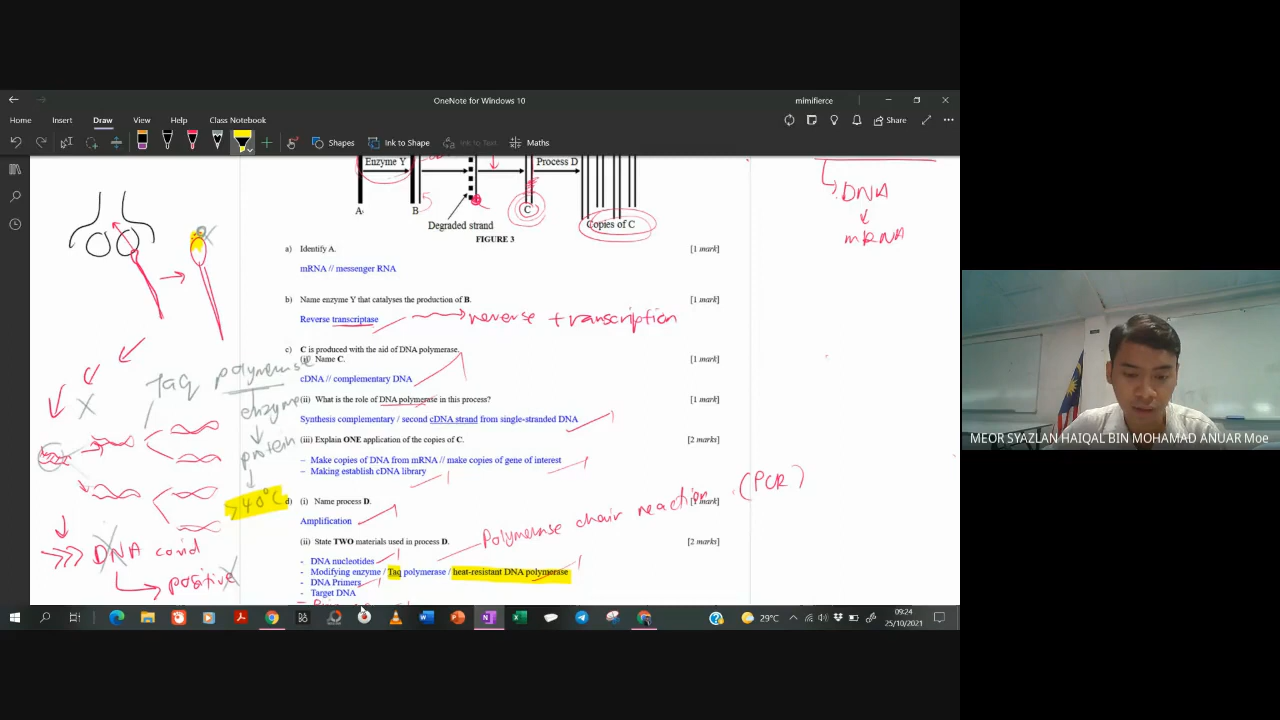 OneNote for Windows 10
mimifierce
Home
Insert
Draw
View
Help
Class Notebook
Share
Shapes
Ink to Shape
Ink to Text
Maths
Enzyme Y
Process D
A
B
5
C
Copies of C
Degraded strand
FIGURE 3
DNA
mRNA
a) Identify A. [1 mark]
mRNA // messenger RNA
b) Name enzyme Y that catalyses the production of B. [1 mark]
Reverse transcriptase
reverse transcription
c) C is produced with the aid of DNA polymerase.
(i) Name C. [1 mark]
cDNA // complementary DNA
(ii) What is the role of DNA polymerase in this process? [1 mark]
Synthesis complementary / second cDNA strand from single-stranded DNA
(iii) Explain ONE application of the copies of C. [2 marks]
- Make copies of DNA from mRNA // make copies of gene of interest
- Making establish cDNA library
d) (i) Name process D. [1 mark]
Amplification
Polymerase chair reaction (PCR)
(ii) State TWO materials used in process D. [2 marks]
- DNA nucleotides
- Modifying enzyme / Taq polymerase / heat-resistant DNA polymerase
- DNA Primers
- Target DNA
Taq polymerase
enzyme
protein
>40°C
DNA covid
positive
MEOR SYAZLAN HAIQAL BIN MOHAMAD ANUAR Moe
29°C
09:24
25/10/2021